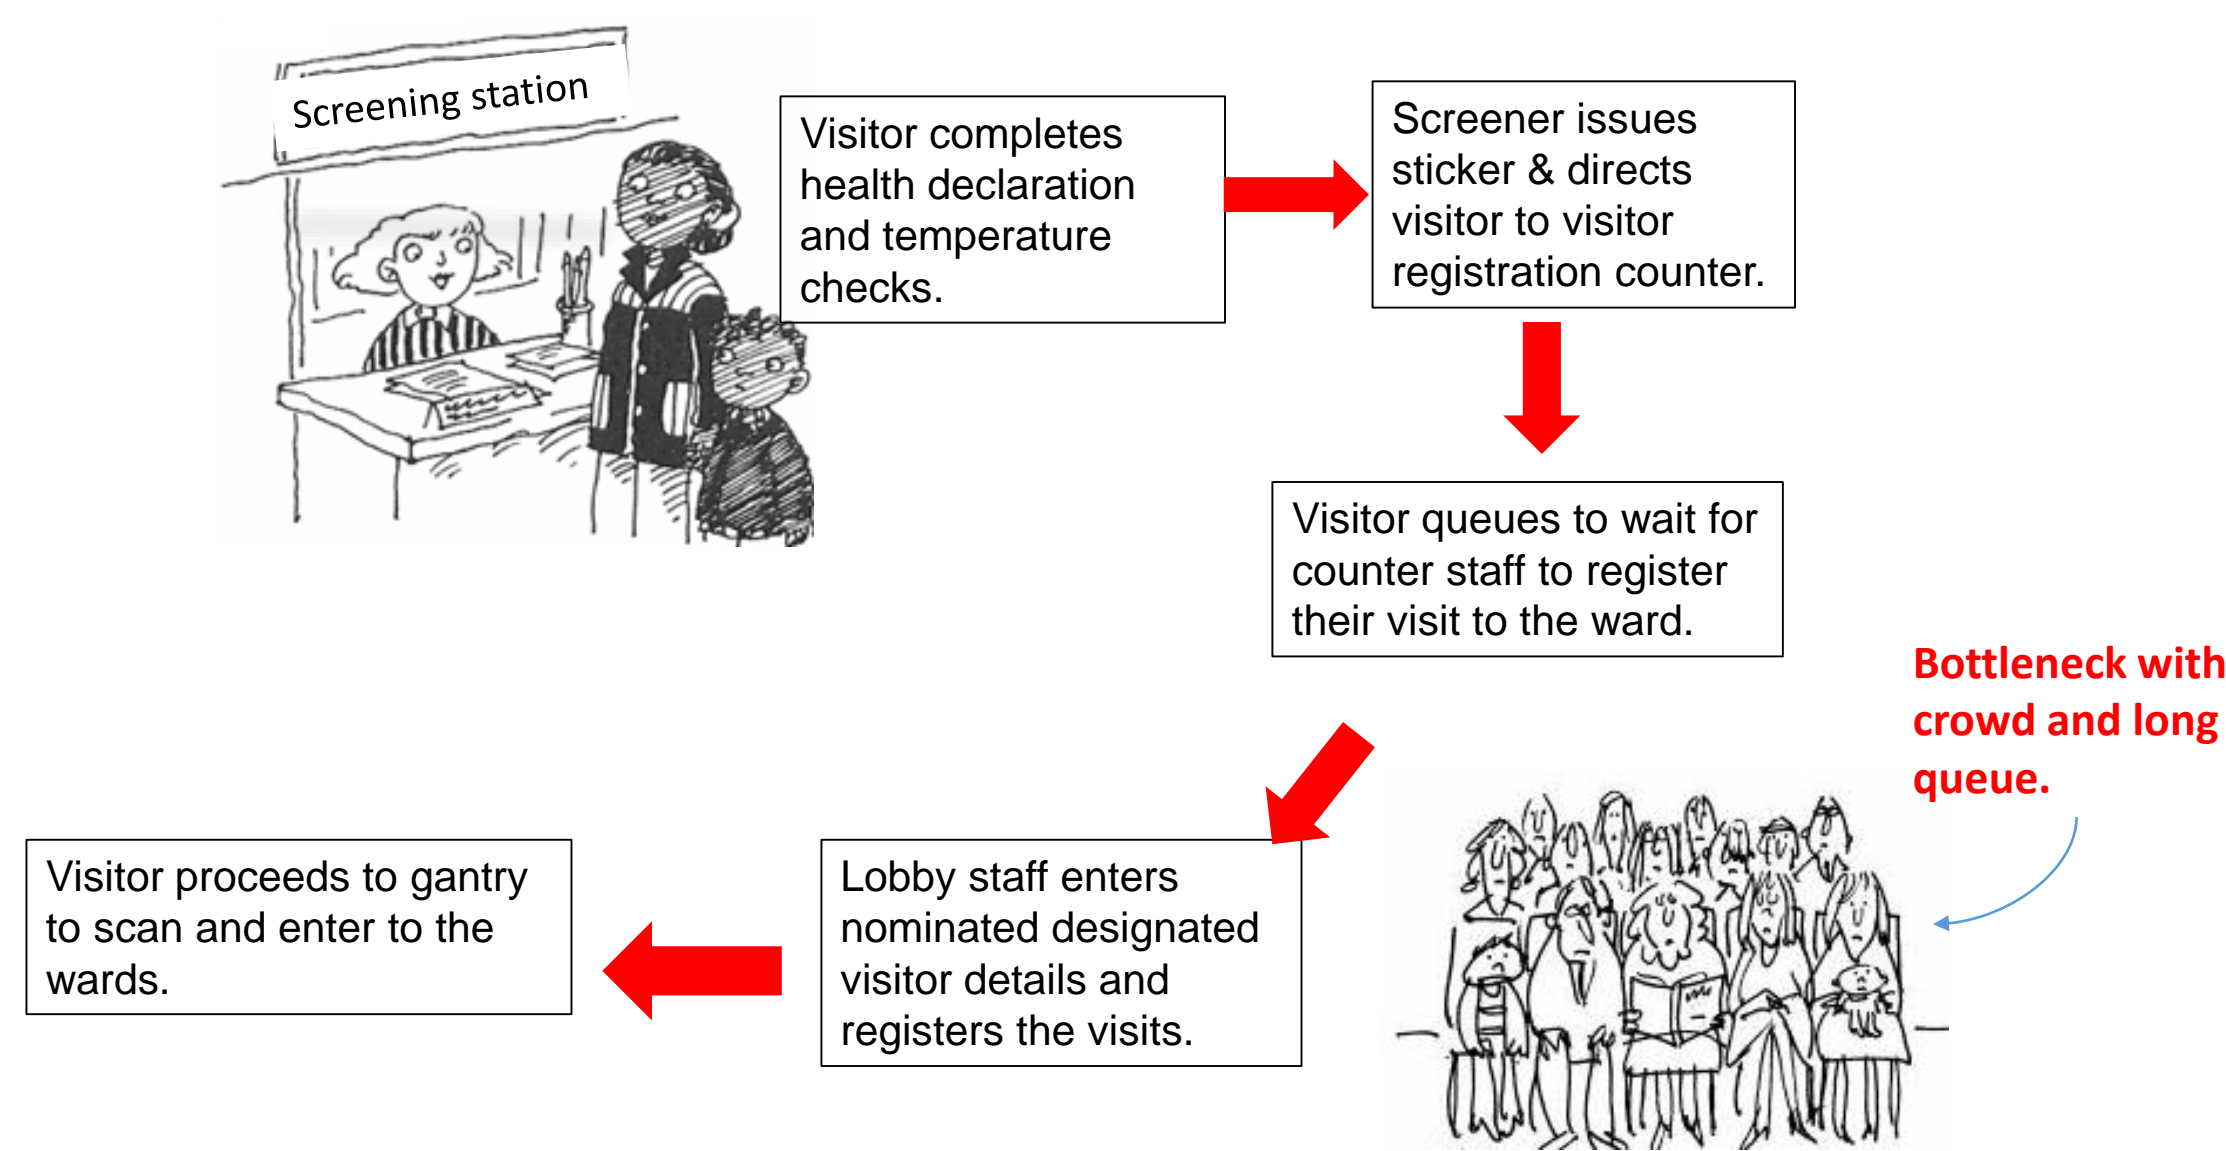 Screening station
Visitor completes
health declaration
and temperature
checks.
Screener issues
sticker & directs
visitor to visitor
registration counter.
Visitor queues to wait for
counter staff to register
their visit to the ward.
Bottleneck with
crowd and long
queue.
Lobby staff enters
nominated designated
visitor details and
registers the visits.
Visitor proceeds to gantry
to scan and enter to the
wards.